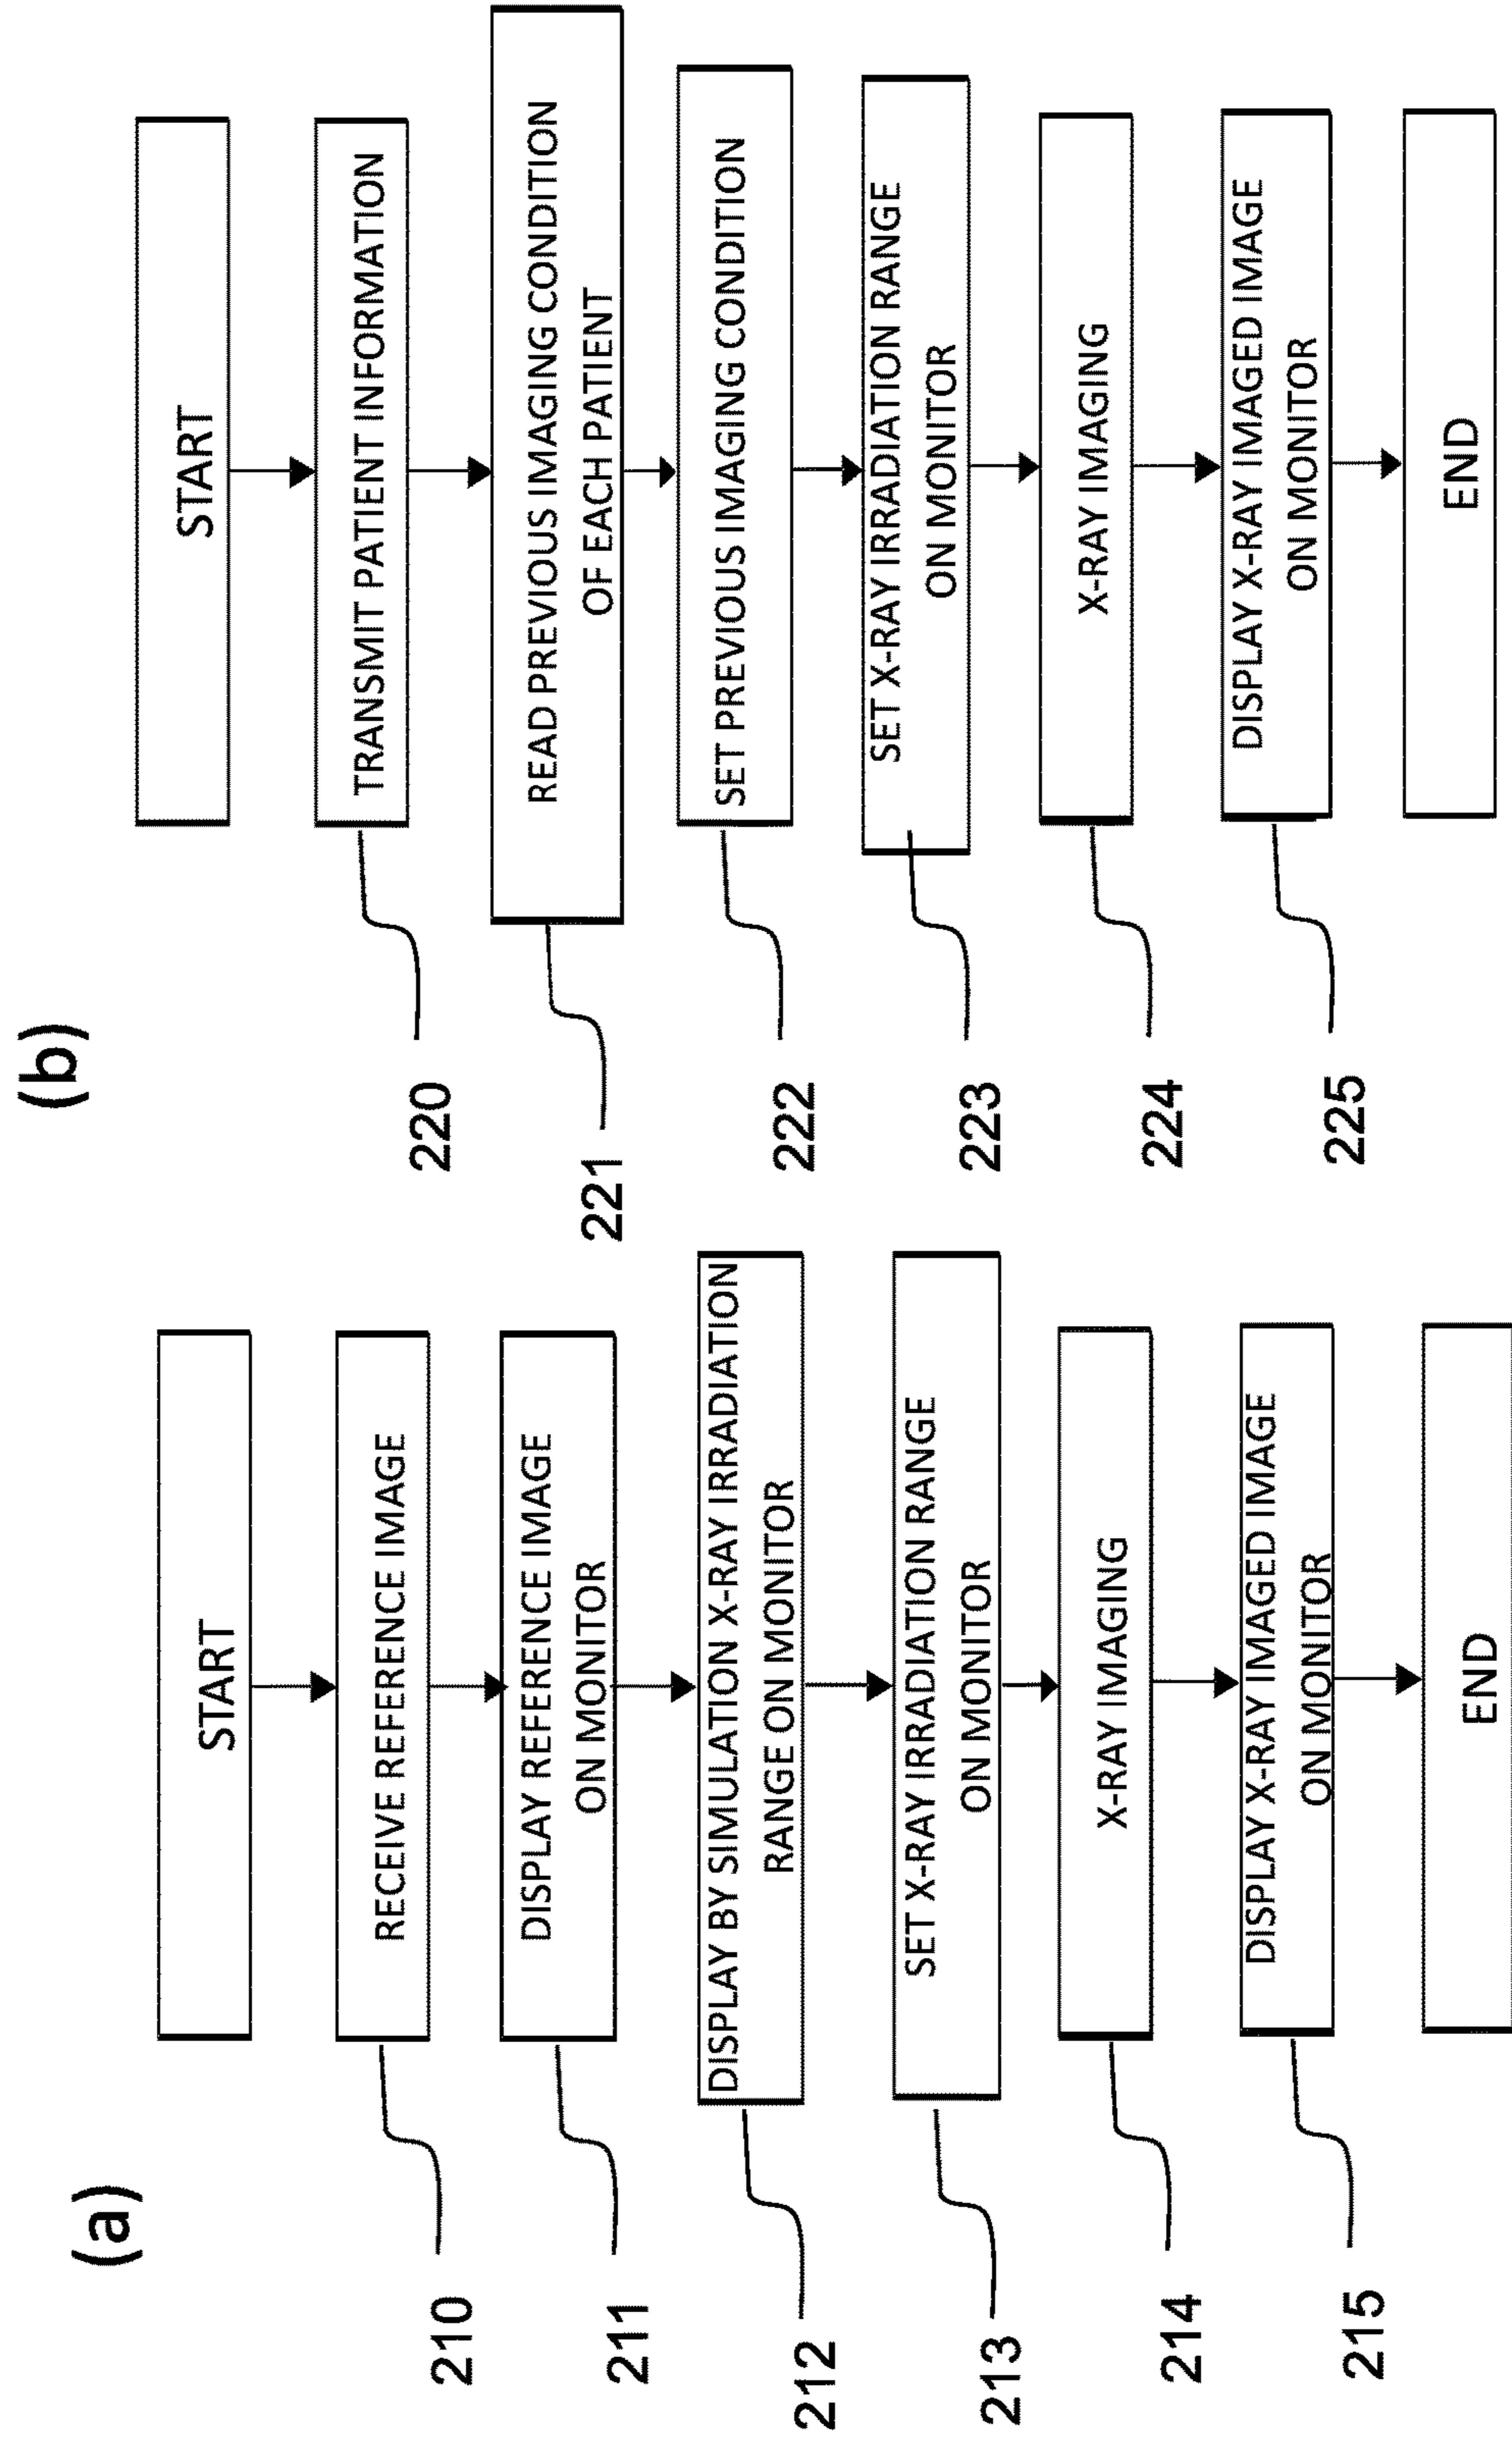 (a)
START
210
RECEIVE REFERENCE IMAGE
211
DISPLAY REFERENCE IMAGE
ON MONITOR
212
DISPLAY BY SIMULATION X-RAY IRRADIATION
RANGE ON MONITOR
213
SET X-RAY IRRADIATION RANGE
ON MONITOR
214
X-RAY IMAGING
215
DISPLAY X-RAY IMAGED IMAGE
ON MONITOR
END
(b)
START
220
TRANSMIT PATIENT INFORMATION
221
READ PREVIOUS IMAGING CONDITION
OF EACH PATIENT
222
SET PREVIOUS IMAGING CONDITION
223
SET X-RAY IRRADIATION RANGE
ON MONITOR
224
X-RAY IMAGING
225
DISPLAY X-RAY IMAGED IMAGE
ON MONITOR
END